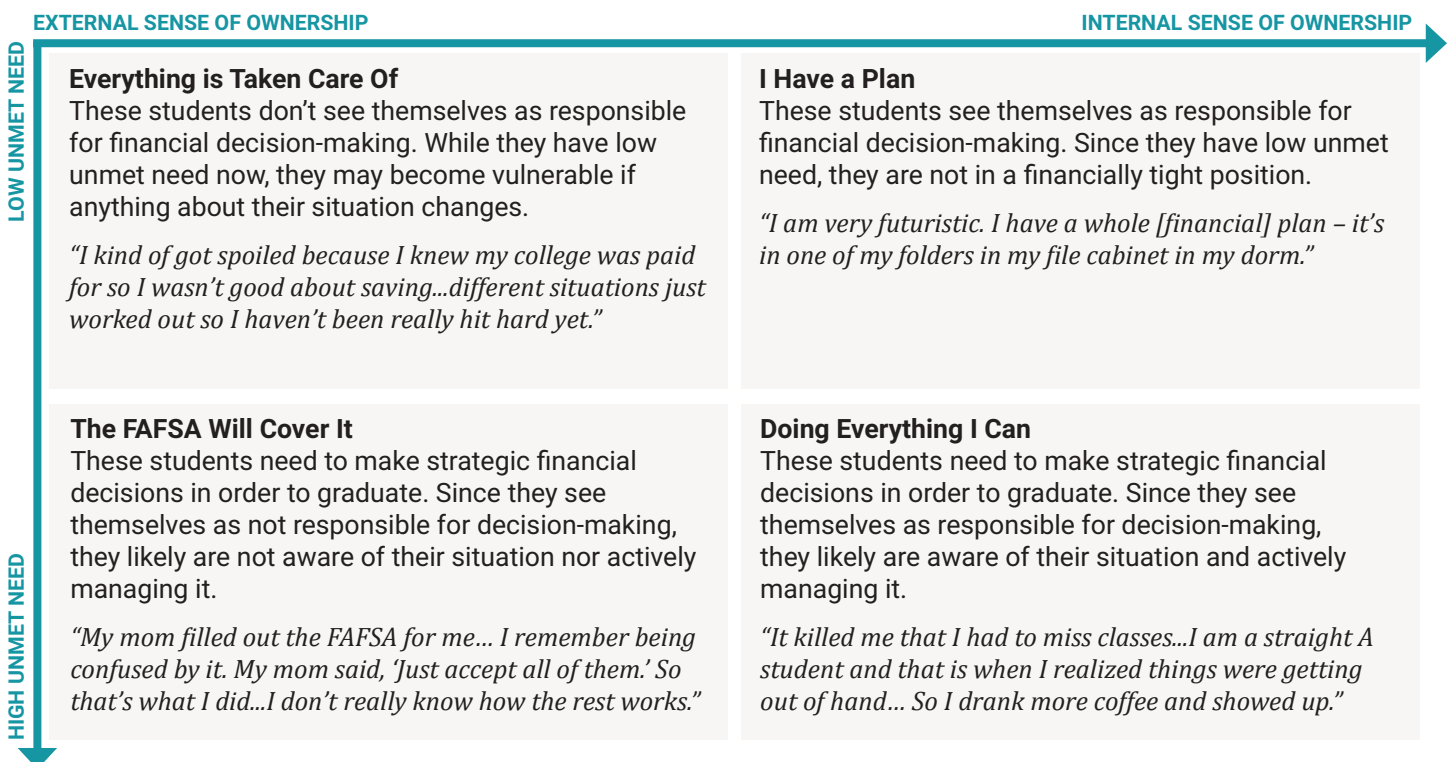 EXTERNAL SENSE OF OWNERSHIP
INTERNAL SENSE OF OWNERSHIP
LOW UNMET NEED
Everything is Taken Care Of
These students don’t see themselves as responsible
for financial decision-making. While they have low
unmet need now, they may become vulnerable if
anything about their situation changes.
“I kind of got spoiled because I knew my college was paid
for so I wasn’t good about saving...different situations just
worked out so I haven’t been really hit hard yet.”
I Have a Plan
These students see themselves as responsible for
financial decision-making. Since they have low unmet
need, they are not in a financially tight position.
“I am very futuristic. I have a whole [financial] plan – it’s
in one of my folders in my file cabinet in my dorm.”
HIGH UNMET NEED
The FAFSA Will Cover It
These students need to make strategic financial
decisions in order to graduate. Since they see
themselves as not responsible for decision-making,
they likely are not aware of their situation nor actively
managing it.
“My mom filled out the FAFSA for me… I remember being
confused by it. My mom said, ‘Just accept all of them.’ So
that’s what I did...I don’t really know how the rest works.”
Doing Everything I Can
These students need to make strategic financial
decisions in order to graduate. Since they see
themselves as responsible for decision-making,
they likely are aware of their situation and actively
managing it.
“It killed me that I had to miss classes...I am a straight A
student and that is when I realized things were getting
out of hand… So I drank more coffee and showed up.”